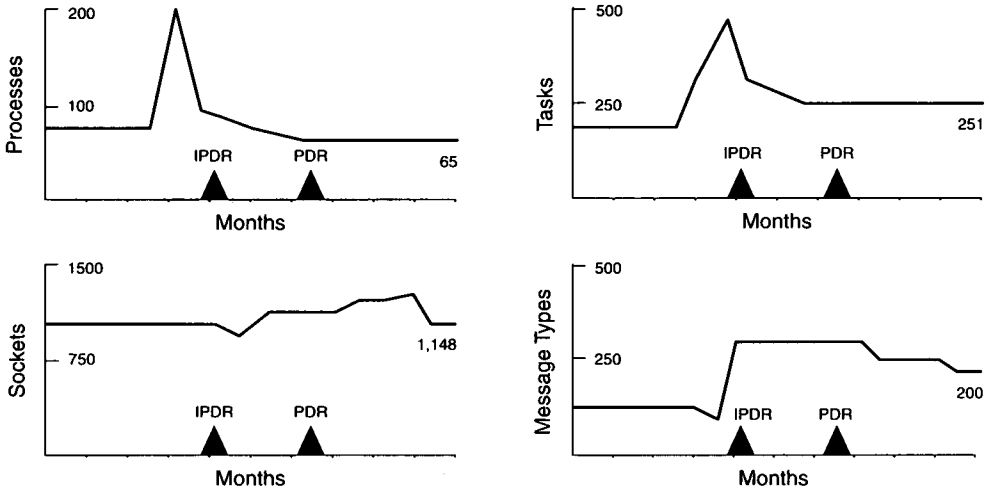 200
100
Processes
IPDR
PDR
65
Months
500
250
Tasks
IPDR
PDR
251
Months
1500
750
Sockets
IPDR
PDR
1,148
Months
500
250
Message Types
IPDR
PDR
200
Months